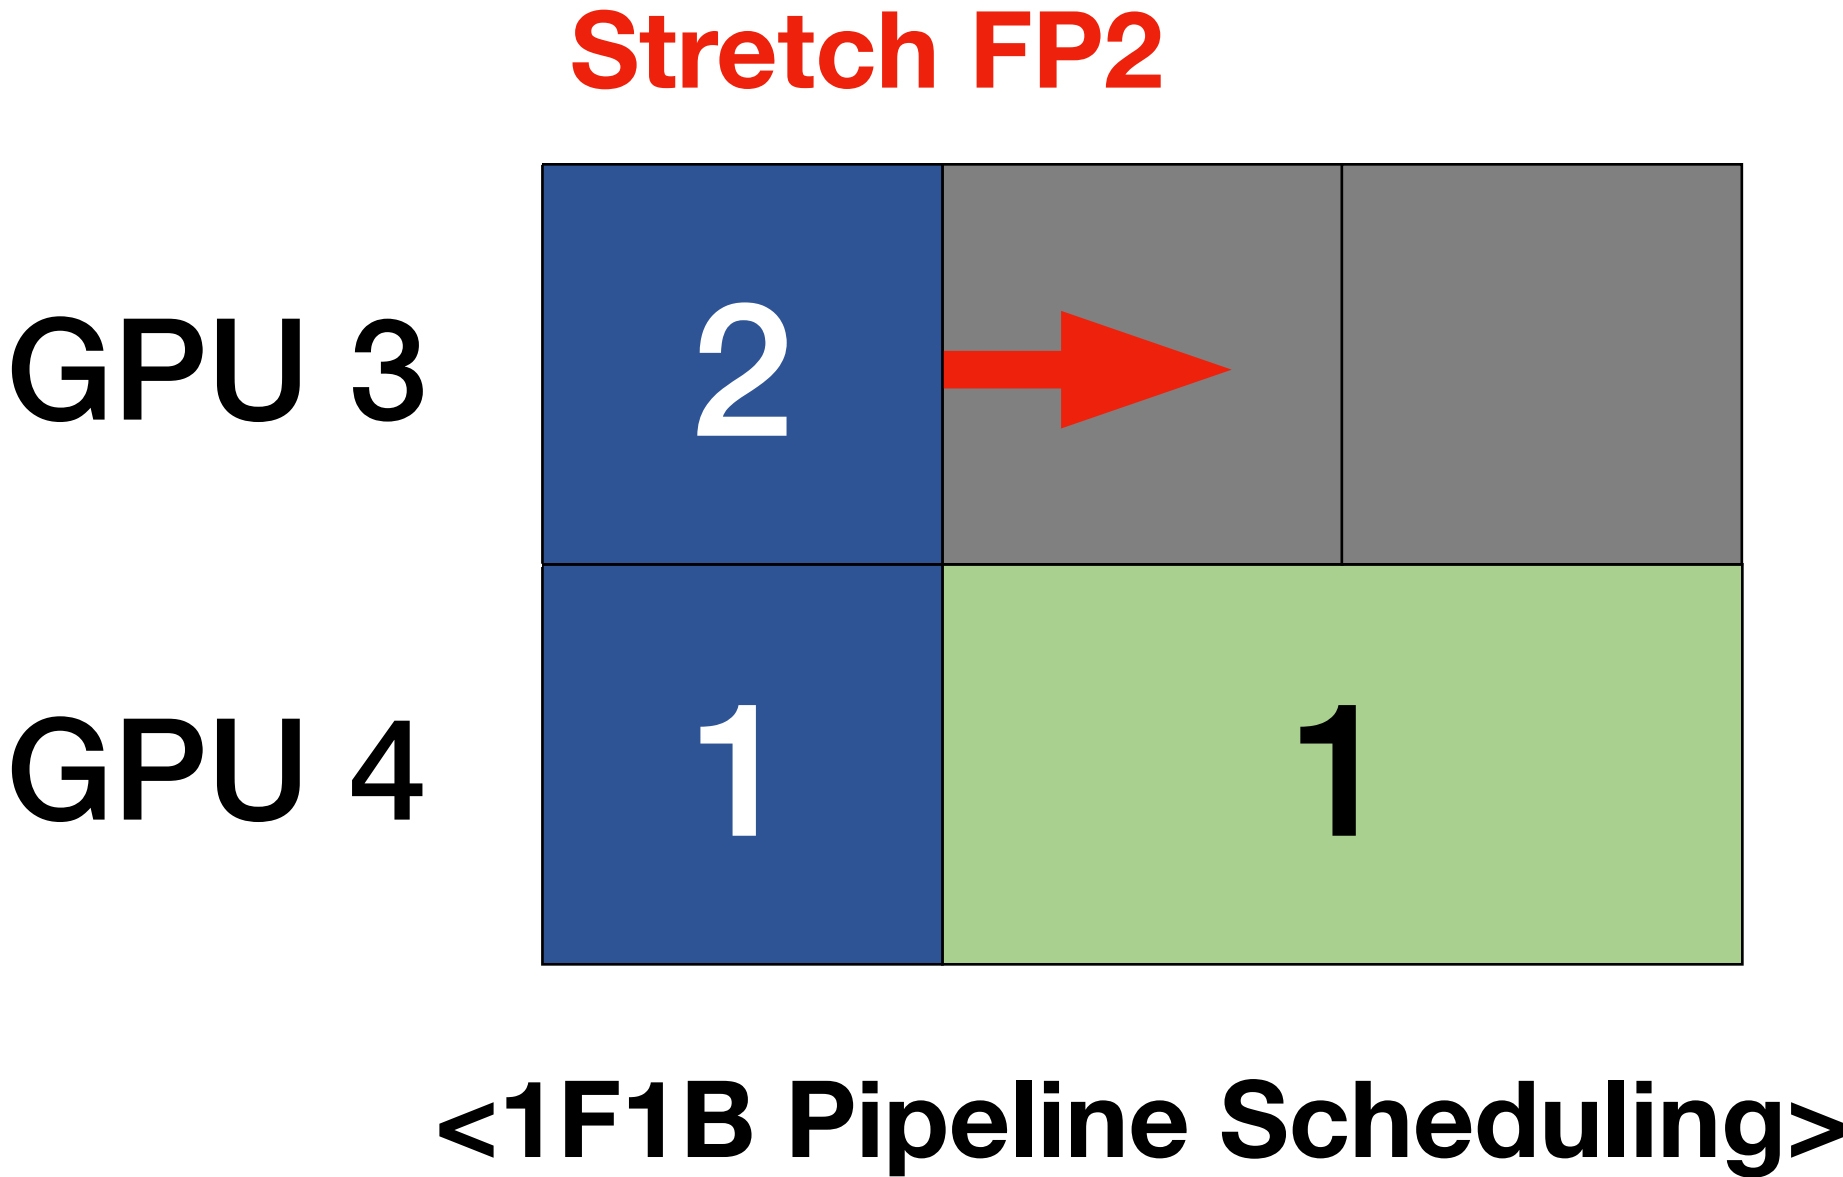 Stretch FP2
GPU 3 2
GPU 4 1 1
<1F1B Pipeline Scheduling>